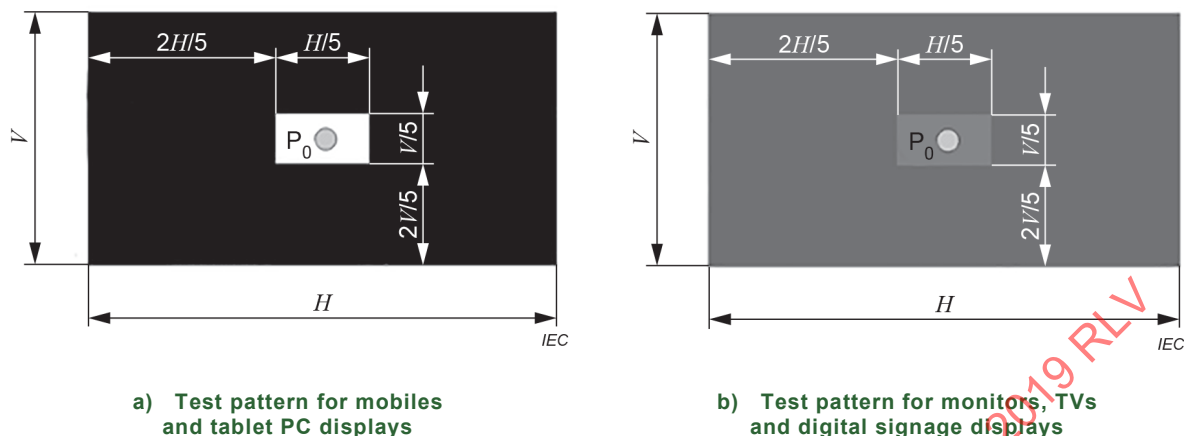 2H/5
H/5
V
P0
V/5
2V/5
H
IEC
a) Test pattern for mobiles
and tablet PC displays
2H/5
H/5
V
P0
V/5
2V/5
H
IEC
b) Test pattern for monitors, TVs
and digital signage displays
2019 RLV